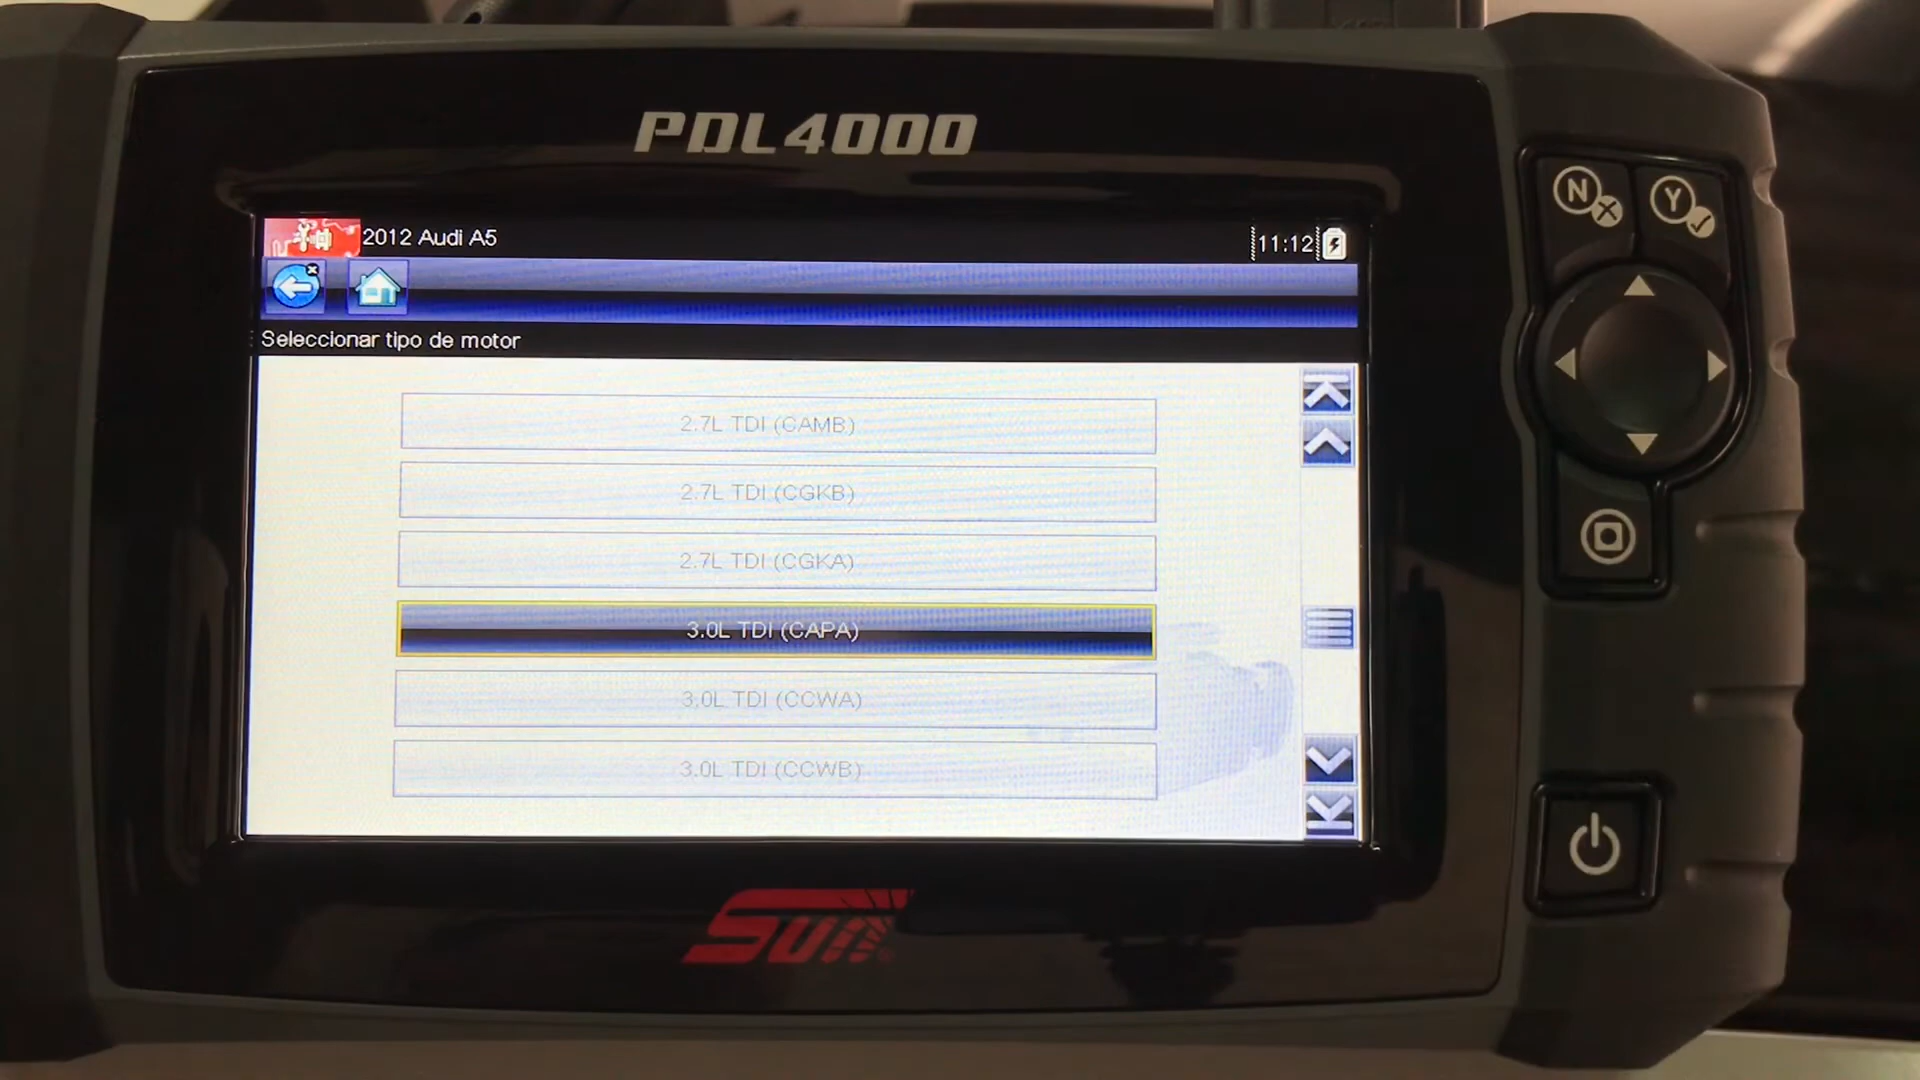 PDL4000
2012 Audi A5
11:12
Seleccionar tipo de motor
2.7L TDI (CAMB)
2.7L TDI (CGKB)
2.7L TDI (CGKA)
3.0L TDI (CAPA)
3.0L TDI (CCWA)
3.0L TDI (CCWB)
N
Y
Sun